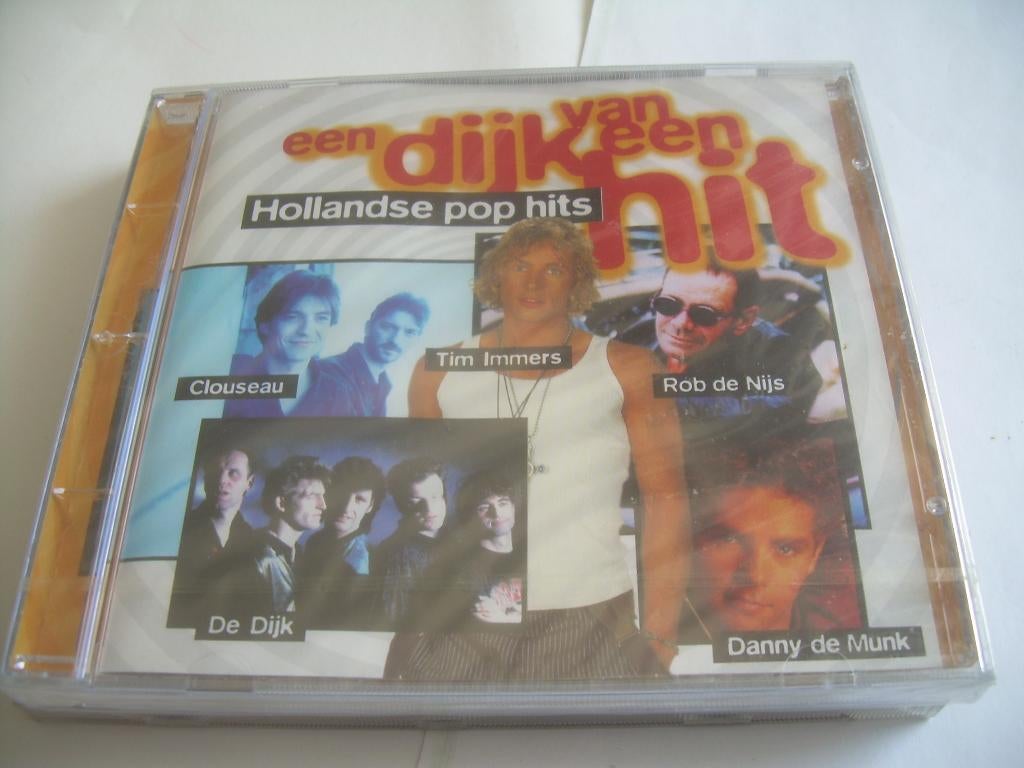 een dijk van een hit
Hollandse pop hits
Clouseau
Tim Immers
Rob de Nijs
De Dijk
Danny de Munk